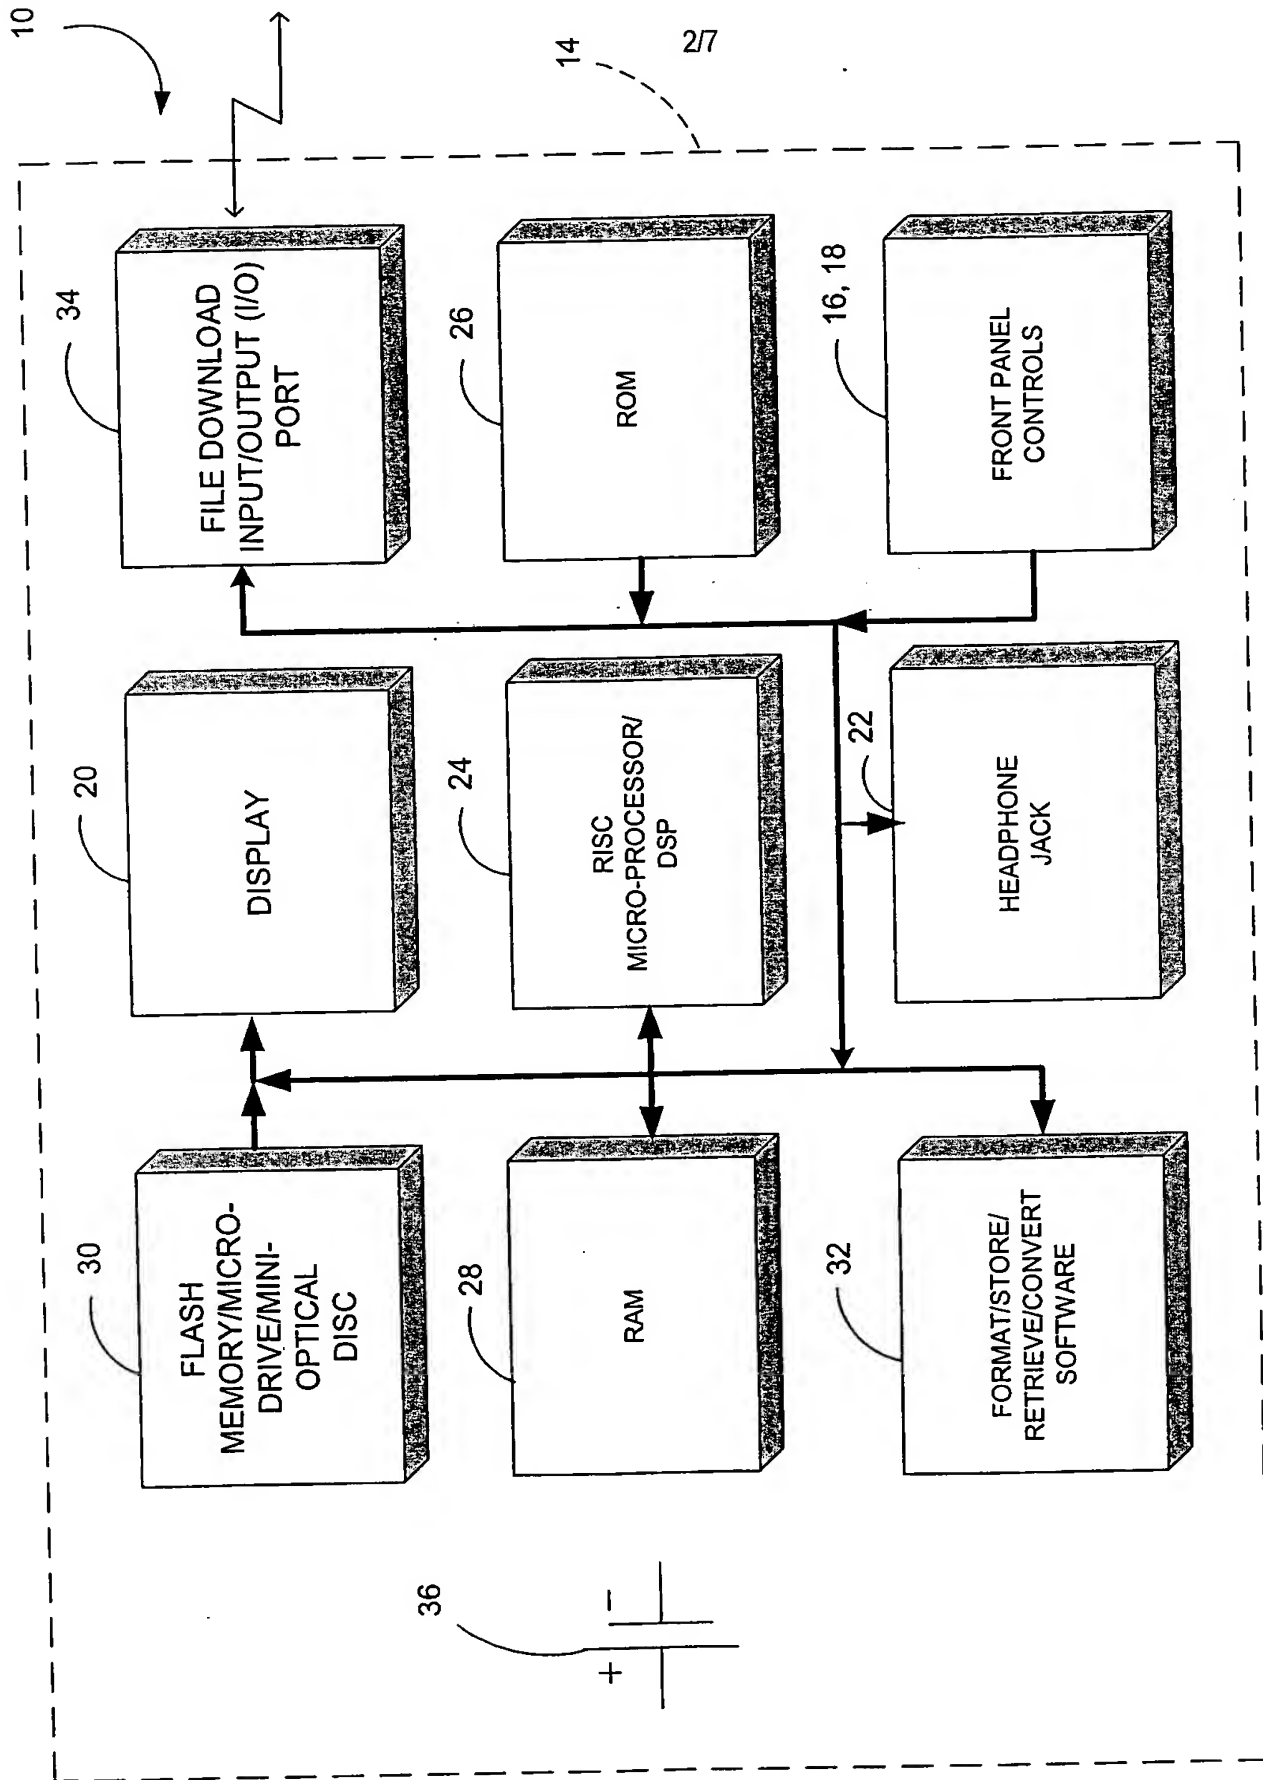 2/7
10
14
34
FILE DOWNLOAD
INPUT/OUTPUT (I/O)
PORT
26
ROM
16, 18
FRONT PANEL
CONTROLS
20
DISPLAY
24
RISC
MICRO-PROCESSOR/
DSP
22
HEADPHONE
JACK
30
FLASH
MEMORY/MICRO-
DRIVE/MINI-
OPTICAL
DISC
28
RAM
32
FORMAT/STORE/
RETRIEVE/CONVERT
SOFTWARE
36
+ -